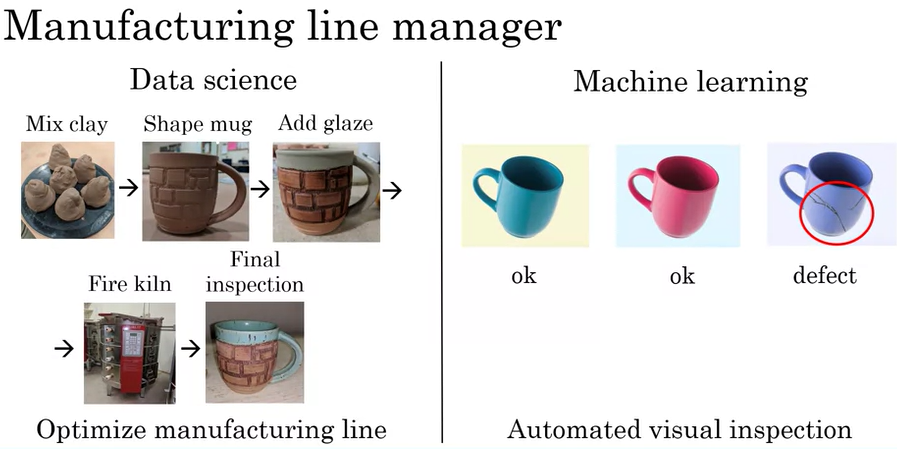 Manufacturing line manager
Data science
Mix clay
Shape mug
Add glaze
Fire kiln
Final
inspection
Optimize manufacturing line
Machine learning
ok
ok
defect
Automated visual inspection